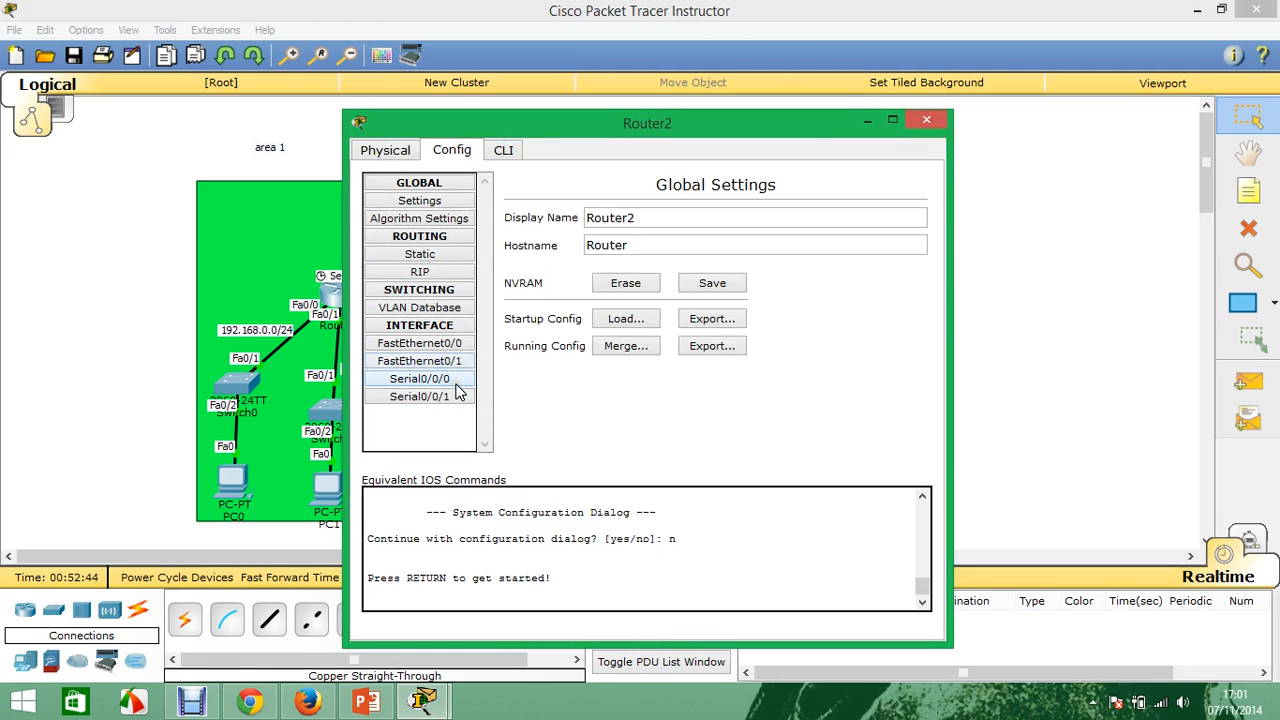 Cisco Packet Tracer Instructor
File Edit Options View Tools Extensions Help
Logical
[Root]
New Cluster
Move Object
Set Tiled Background
Viewport
area 1
Se
Fa0/0
Fa0/1
Rou
192.168.0.0/24
Fa0/1
Fa0/1
2960-24TT
Switch0
Fa0/2
Switch
Fa0/2
Fa0
Fa0
PC-PT
PC0
PC-PT
PC1
Router2
Physical
Config
CLI
GLOBAL
Settings
Algorithm Settings
ROUTING
Static
RIP
SWITCHING
VLAN Database
INTERFACE
FastEthernet0/0
FastEthernet0/1
Serial0/0/0
Serial0/0/1
Global Settings
Display Name Router2
Hostname Router
NVRAM Erase Save
Startup Config Load... Export...
Running Config Merge... Export...
Equivalent IOS Commands
--- System Configuration Dialog ---
Continue with configuration dialog? [yes/no]: n
Press RETURN to get started!
Time: 00:52:44 Power Cycle Devices Fast Forward Time
Realtime
Connections
Copper Straight-Through
Toggle PDU List Window
ination Type Color Time(sec) Periodic Num
17:01
07/11/2014